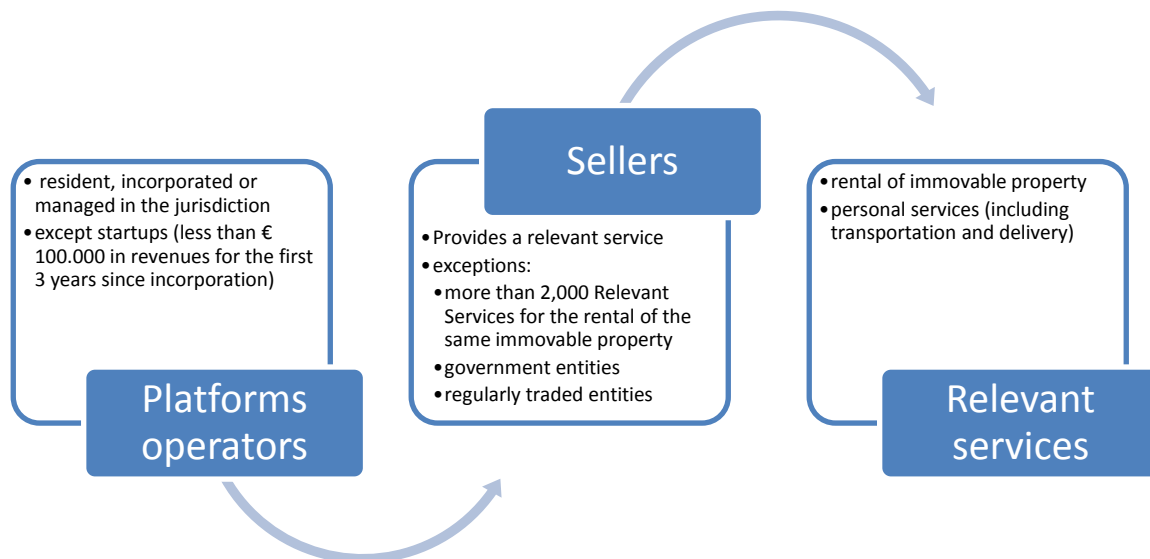 • resident, incorporated or
managed in the jurisdiction
• except startups (less than €
100.000 in revenues for the first
3 years since incorporation)
Platforms
operators
Sellers
• Provides a relevant service
• exceptions:
• more than 2,000 Relevant
Services for the rental of the
same immovable property
• government entities
• regularly traded entities
• rental of immovable property
• personal services (including
transportation and delivery)
Relevant
services